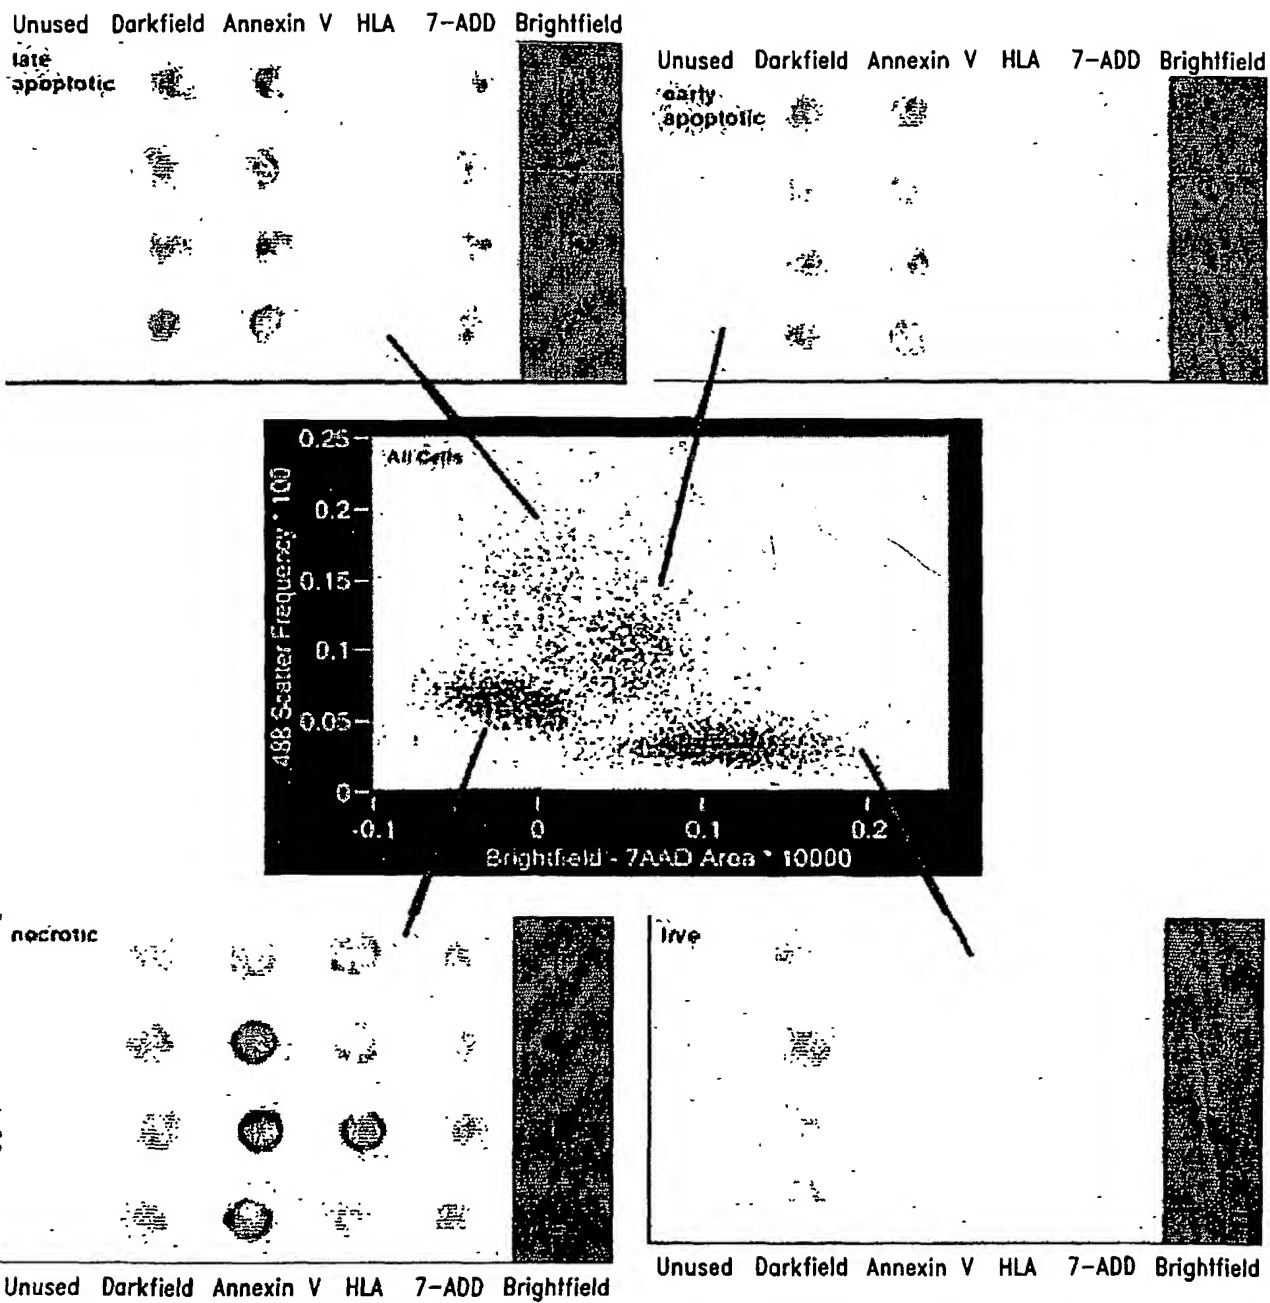 Unused Darkfield Annexin V HLA 7-ADD Brightfield
late
apoptotic
Unused Darkfield Annexin V HLA 7-ADD Brightfield
early
apoptotic
All Cells
488 Scatter Frequency * 100
0.25
0.2
0.15
0.1
0.05
0
-0.1 0 0.1 0.2
Brightfield - 7AAD Area * 10000
necrotic
Unused Darkfield Annexin V HLA 7-ADD Brightfield
live
Unused Darkfield Annexin V HLA 7-ADD Brightfield